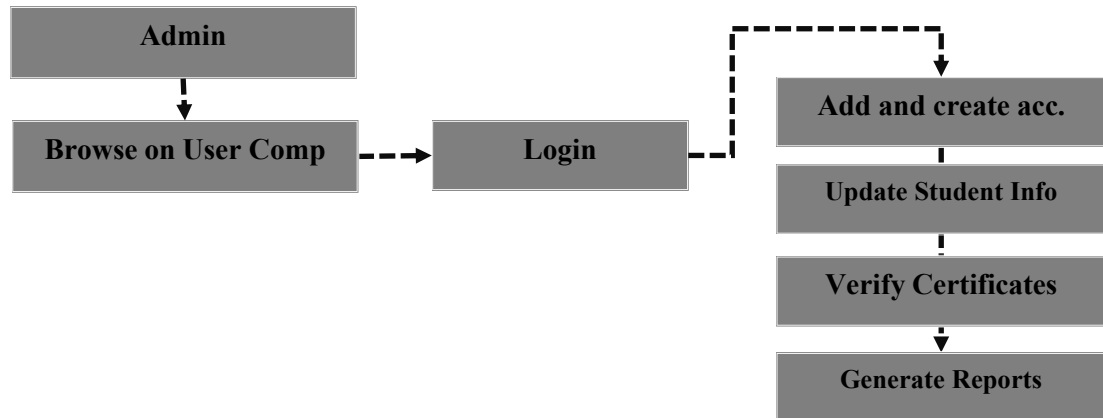 Admin
Browse on User Comp
Login
Add and create acc.
Update Student Info
Verify Certificates
Generate Reports